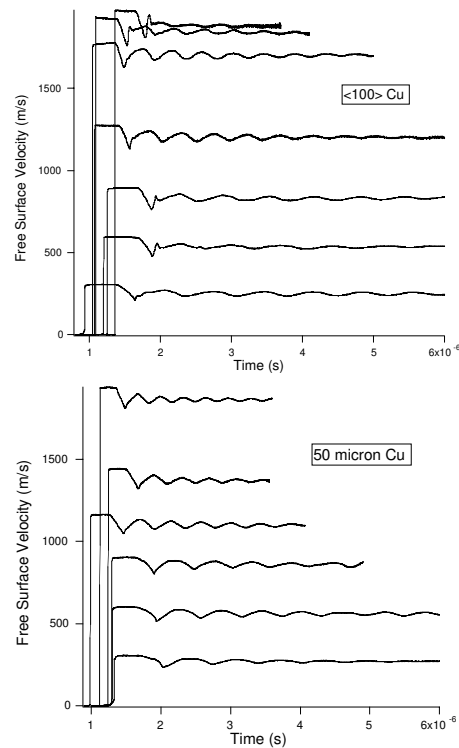 Free Surface Velocity (m/s)
1500
1000
500
0
<100> Cu
1
2
3
4
5
6x10⁻⁶
Time (s)
Free Surface Velocity (m/s)
1500
1000
500
0
50 micron Cu
1
2
3
4
5
6x10⁻⁶
Time (s)